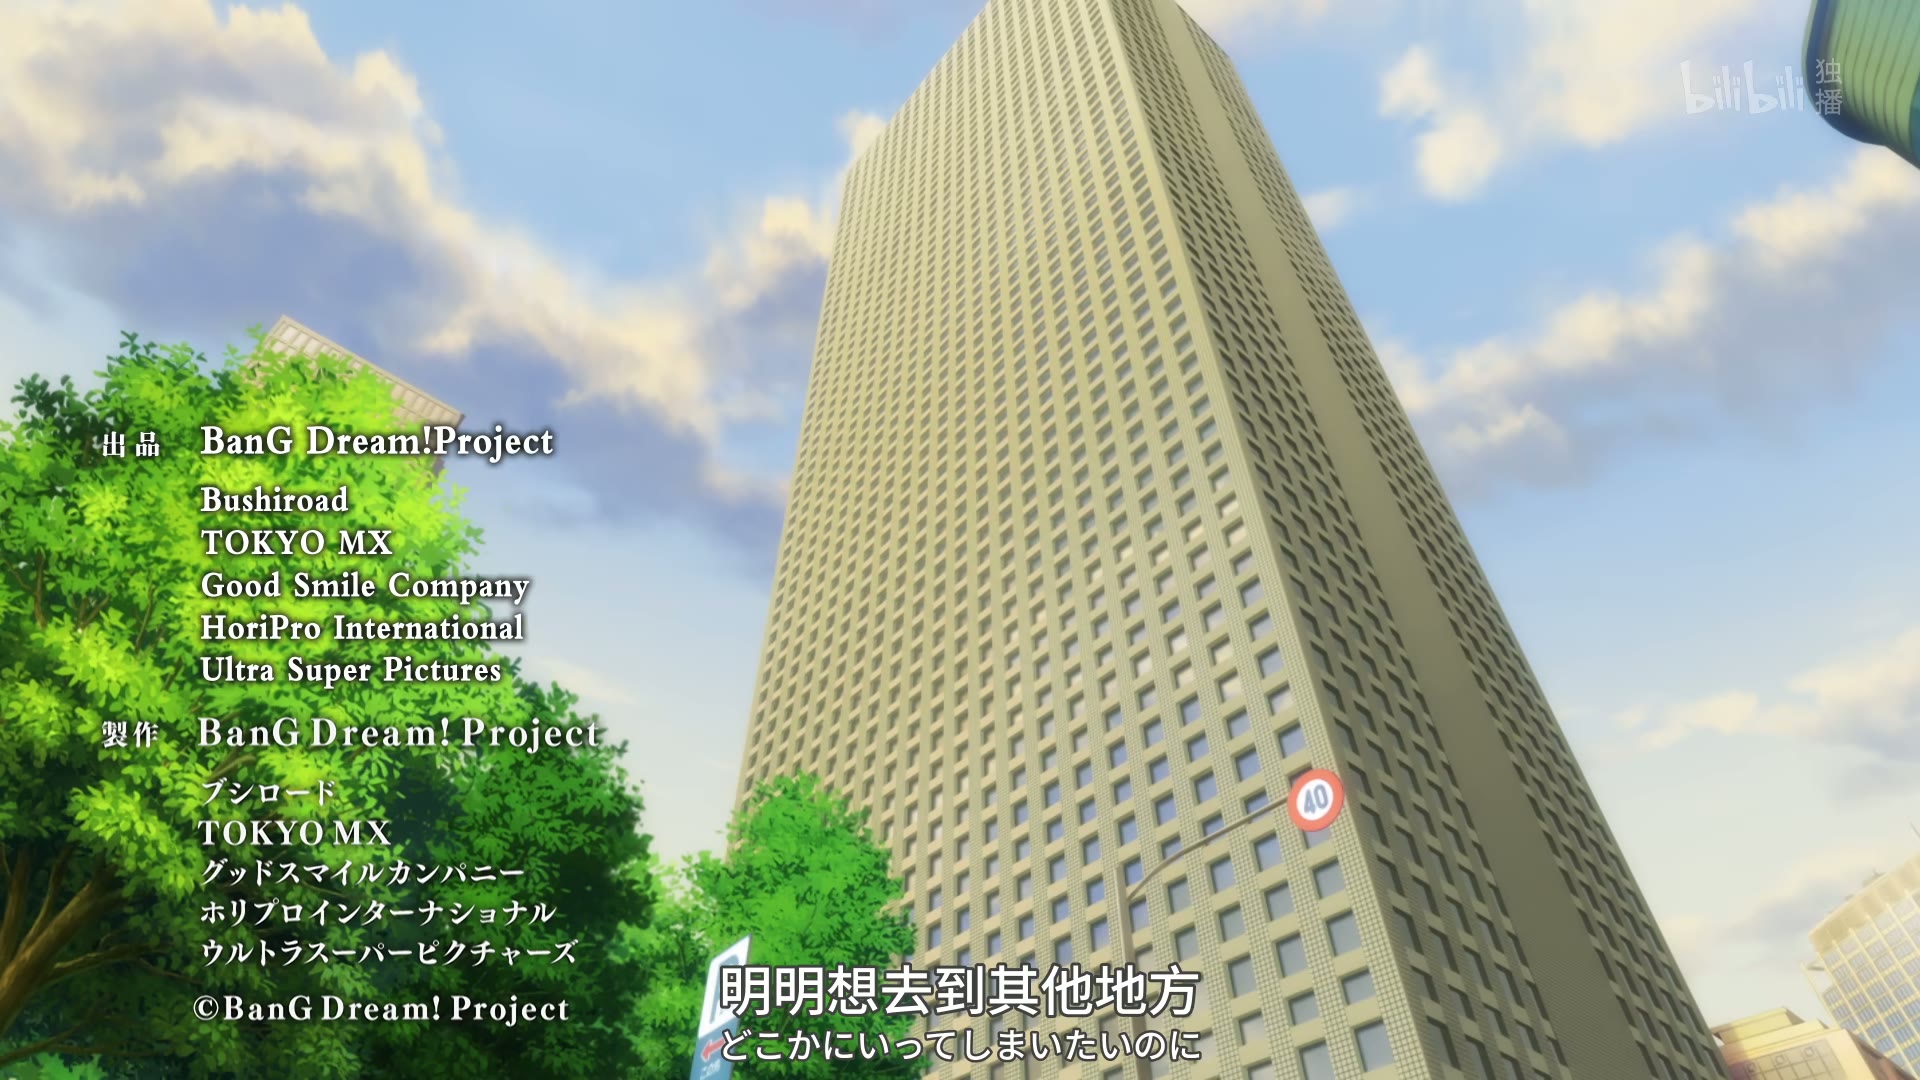 bilibili 独播
出品 BanG Dream!Project
Bushiroad
TOKYO MX
Good Smile Company
HoriPro International
Ultra Super Pictures
製作 BanG Dream! Project
ブシロード
TOKYO MX
グッドスマイルカンパニー
ホリプロインターナショナル
ウルトラスーパーピクチャーズ
©BanG Dream! Project
40
明明想去到其他地方
どこかにいってしまいたいのに